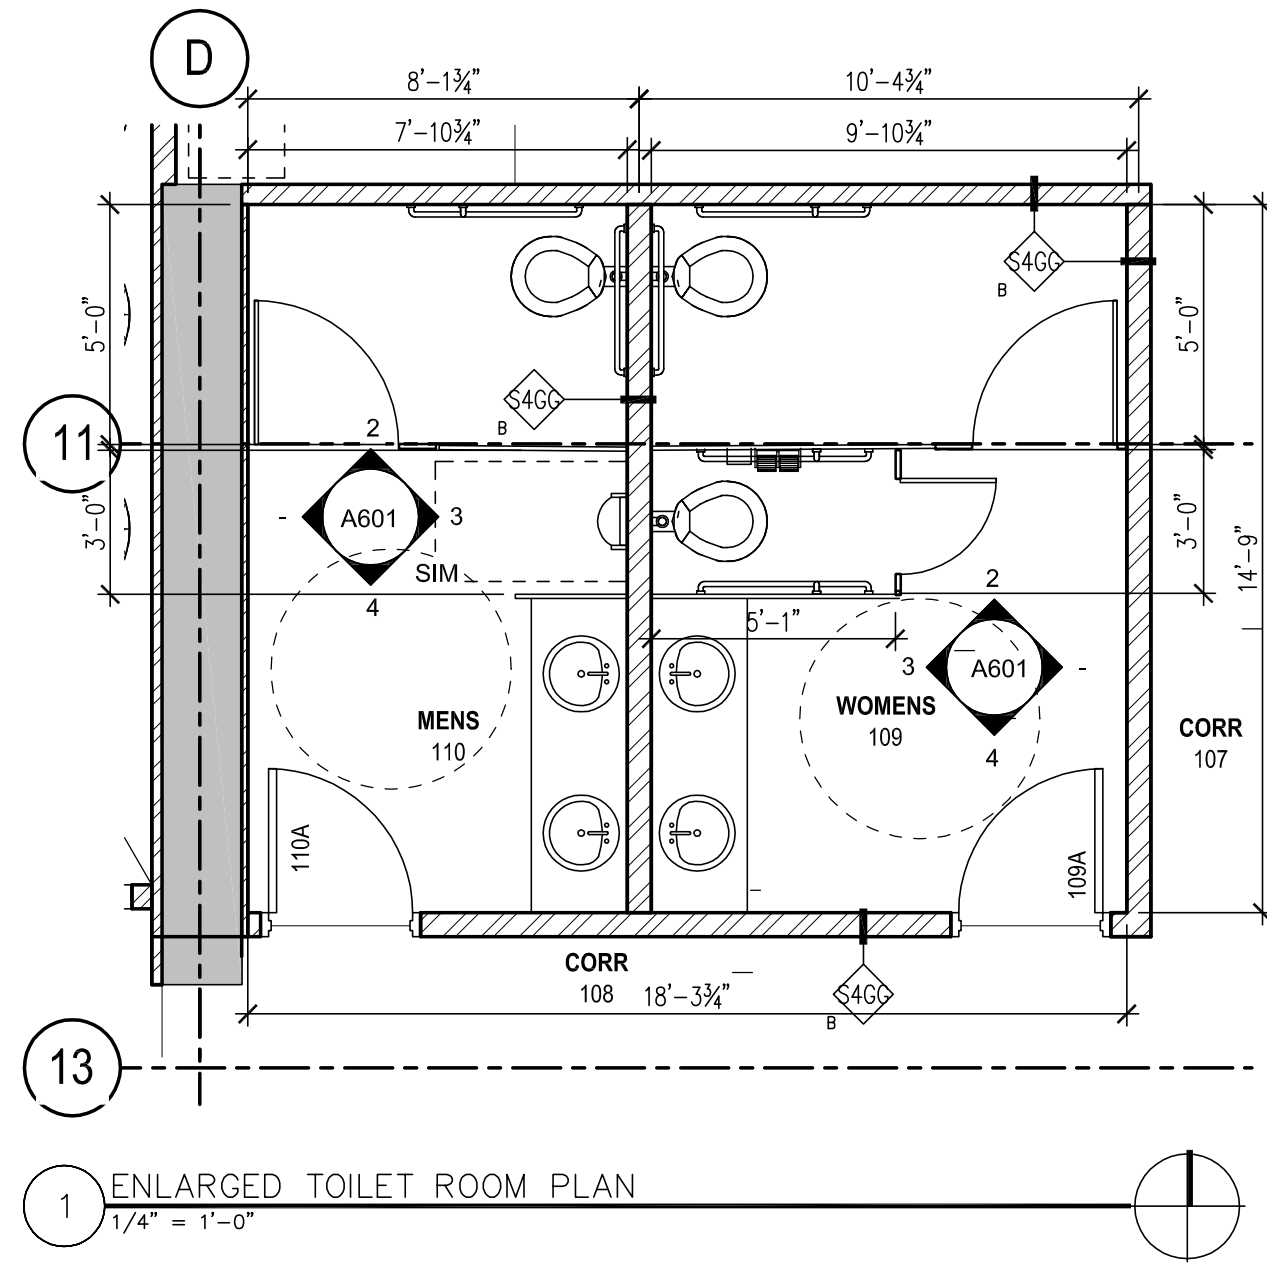 D
8'-1¾" 10'-4¾"
7'-10¾" 9'-10¾"
S4GG
B
5'-0" 5'-0"
S4GG
B
11
2
- A601 3
SIM
4
3'-0" 3'-0"
14'-9"
5'-1"
2
3 A601 -
4
MENS
110
WOMENS
109
CORR
107
110A 109A
CORR
108
18'-3¾"
S4GG
B
13
1 ENLARGED TOILET ROOM PLAN
1/4" = 1'-0"